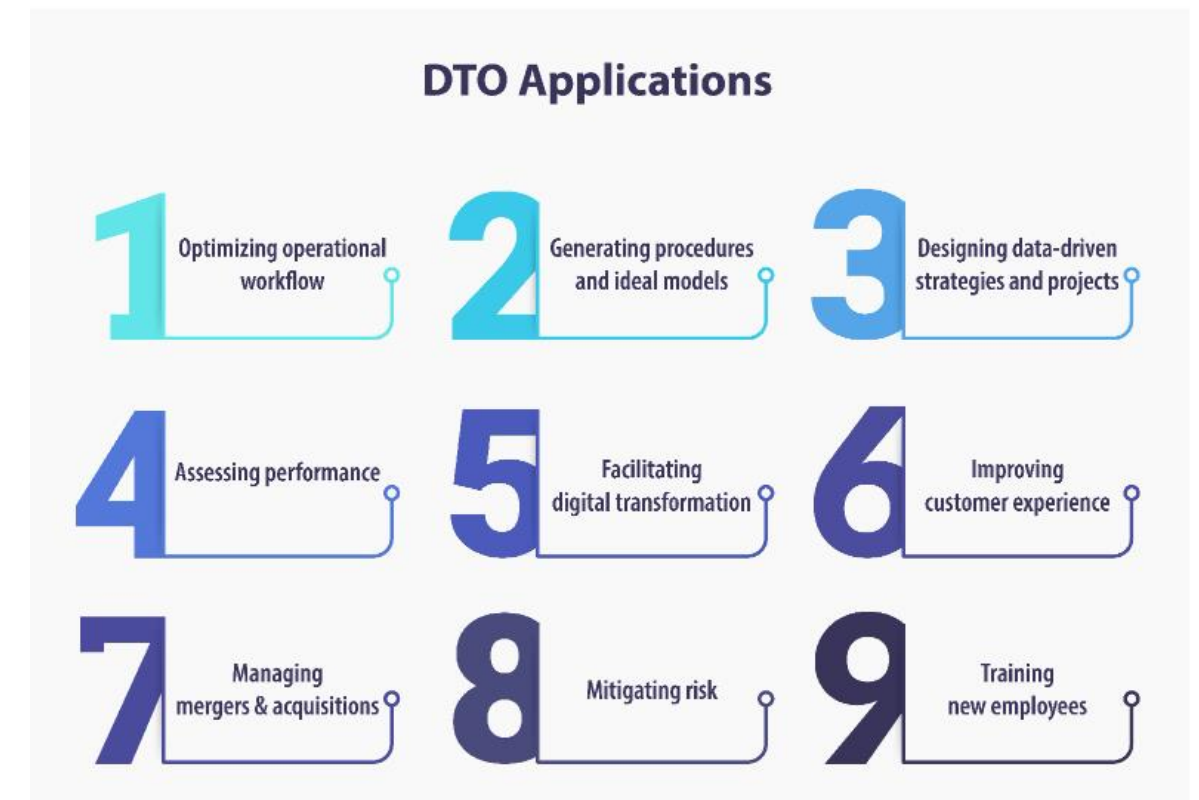 DTO Applications
1
Optimizing operational
workflow
2
Generating procedures
and ideal models
3
Designing data-driven
strategies and projects
4
Assessing performance
5
Facilitating
digital transformation
6
Improving
customer experience
7
Managing
mergers & acquisitions
8
Mitigating risk
9
Training
new employees